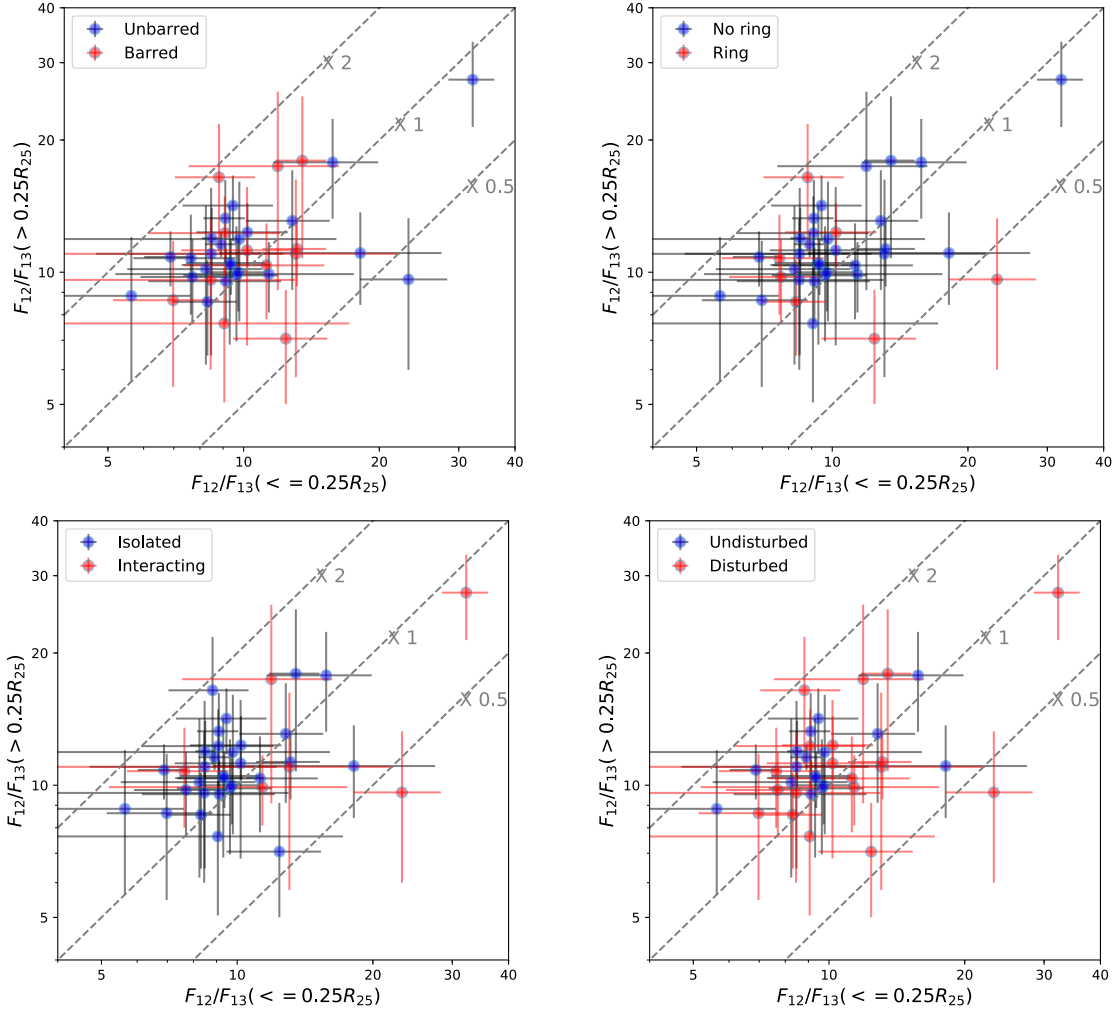 Unbarred
Barred
X 2
X 1
X 0.5
40
30
20
10
5
5
10
20
30
40
F₁₂/F₁₃(> 0.25R₂₅)
F₁₂/F₁₃(<= 0.25R₂₅)
No ring
Ring
X 2
X 1
X 0.5
40
30
20
10
5
5
10
20
30
40
F₁₂/F₁₃(> 0.25R₂₅)
F₁₂/F₁₃(<= 0.25R₂₅)
Isolated
Interacting
X 2
X 1
X 0.5
40
30
20
10
5
5
10
20
30
40
F₁₂/F₁₃(> 0.25R₂₅)
F₁₂/F₁₃(<= 0.25R₂₅)
Undisturbed
Disturbed
X 2
X 1
X 0.5
40
30
20
10
5
5
10
20
30
40
F₁₂/F₁₃(> 0.25R₂₅)
F₁₂/F₁₃(<= 0.25R₂₅)